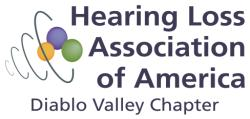 Hearing Loss
Association
of America
Diablo Valley Chapter